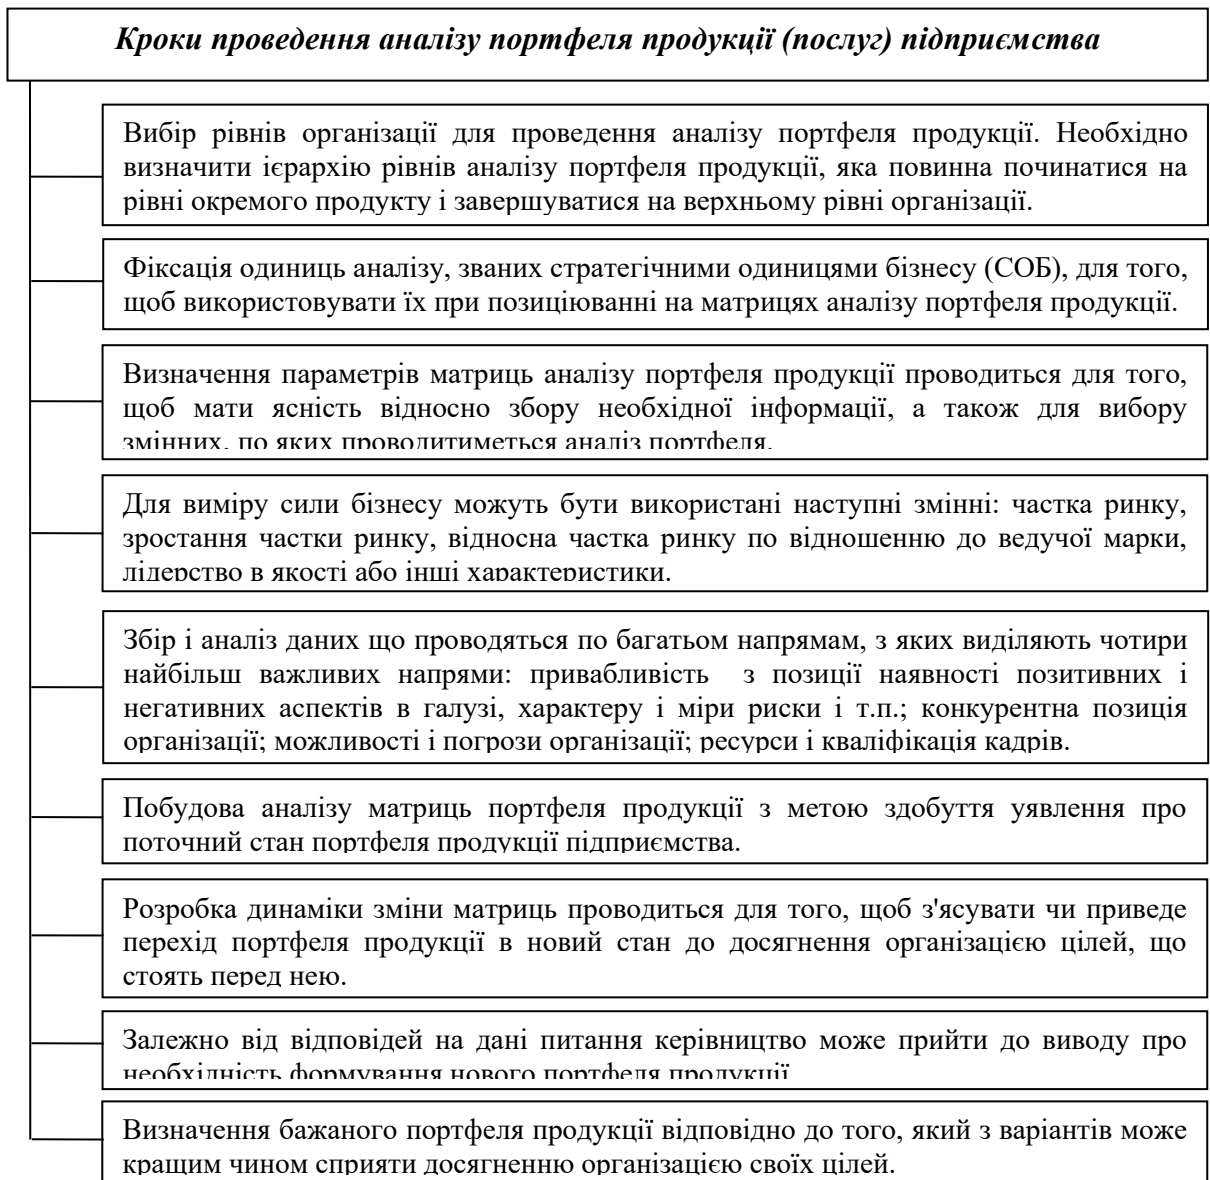 Кроки проведення аналізу портфеля продукції (послуг) підприємства
Вибір рівнів організації для проведення аналізу портфеля продукції. Необхідно
визначити ієрархію рівнів аналізу портфеля продукції, яка повинна починатися на
рівні окремого продукту і завершуватися на верхньому рівні організації.
Фіксація одиниць аналізу, званих стратегічними одиницями бізнесу (СОБ), для того,
щоб використовувати їх при позиціюванні на матрицях аналізу портфеля продукції.
Визначення параметрів матриць аналізу портфеля продукції проводиться для того,
щоб мати ясність відносно збору необхідної інформації, а також для вибору
змінних, по яких проводитиметься аналіз портфеля.
Для виміру сили бізнесу можуть бути використані наступні змінні: частка ринку,
зростання частки ринку, відносна частка ринку по відношенню до ведучої марки,
лідерство в якості або інші характеристики.
Збір і аналіз даних що проводяться по багатьом напрямам, з яких виділяють чотири
найбільш важливих напрями: привабливість з позиції наявності позитивних і
негативних аспектів в галузі, характеру і міри риски і т.п.; конкурентна позиція
організації; можливості і погрози організації; ресурси і кваліфікація кадрів.
Побудова аналізу матриць портфеля продукції з метою здобуття уявлення про
поточний стан портфеля продукції підприємства.
Розробка динаміки зміни матриць проводиться для того, щоб з'ясувати чи приведе
перехід портфеля продукції в новий стан до досягнення організацією цілей, що
стоять перед нею.
Залежно від відповідей на дані питання керівництво може прийти до виводу про
необхідність формування нового портфеля продукції
Визначення бажаного портфеля продукції відповідно до того, який з варіантів може
кращим чином сприяти досягненню організацією своїх цілей.